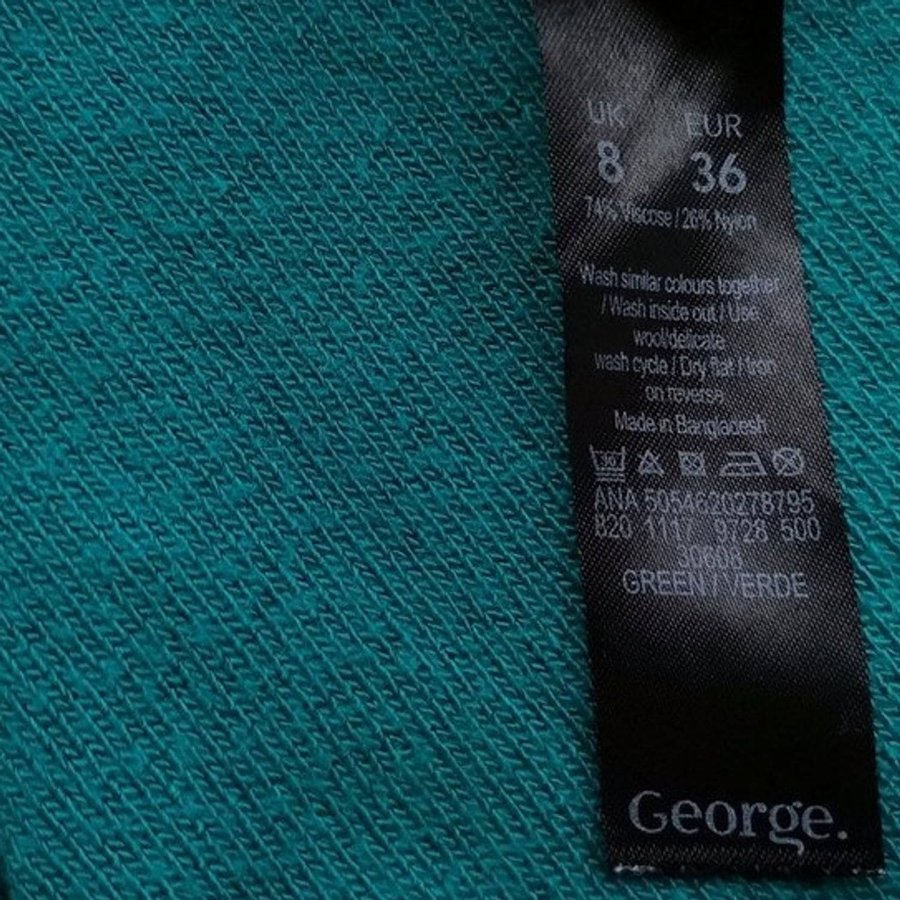 UK EUR
8 36
74% Viscose / 26% Nylon
Wash similar colours together
/ Wash inside out / Use
wool/delicate
wash cycle / Dry flat / Iron
on reverse
Made in Bangladesh
30
ANA 5054620278795
B20 1117 9728 500
30608
GREEN / VERDE
George.